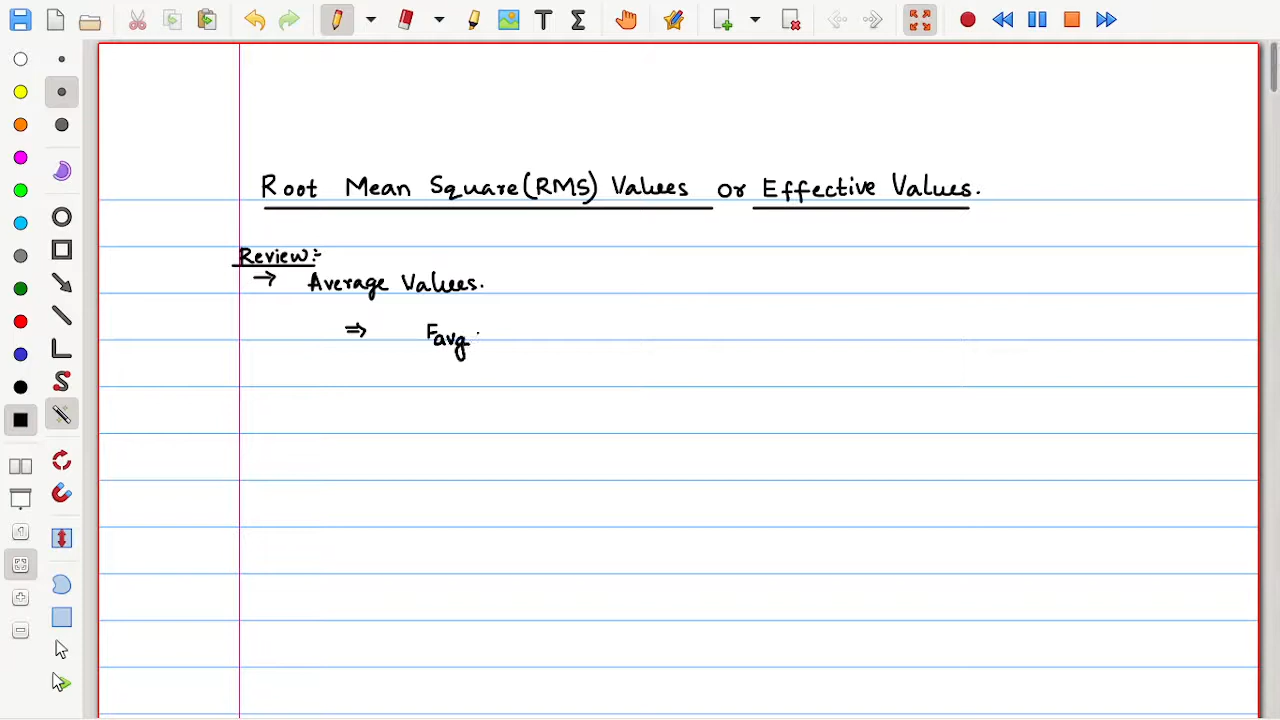 Root Mean Square(RMS) Values or Effective Values.
Review:-
→ Average Values.
⇒ Favg